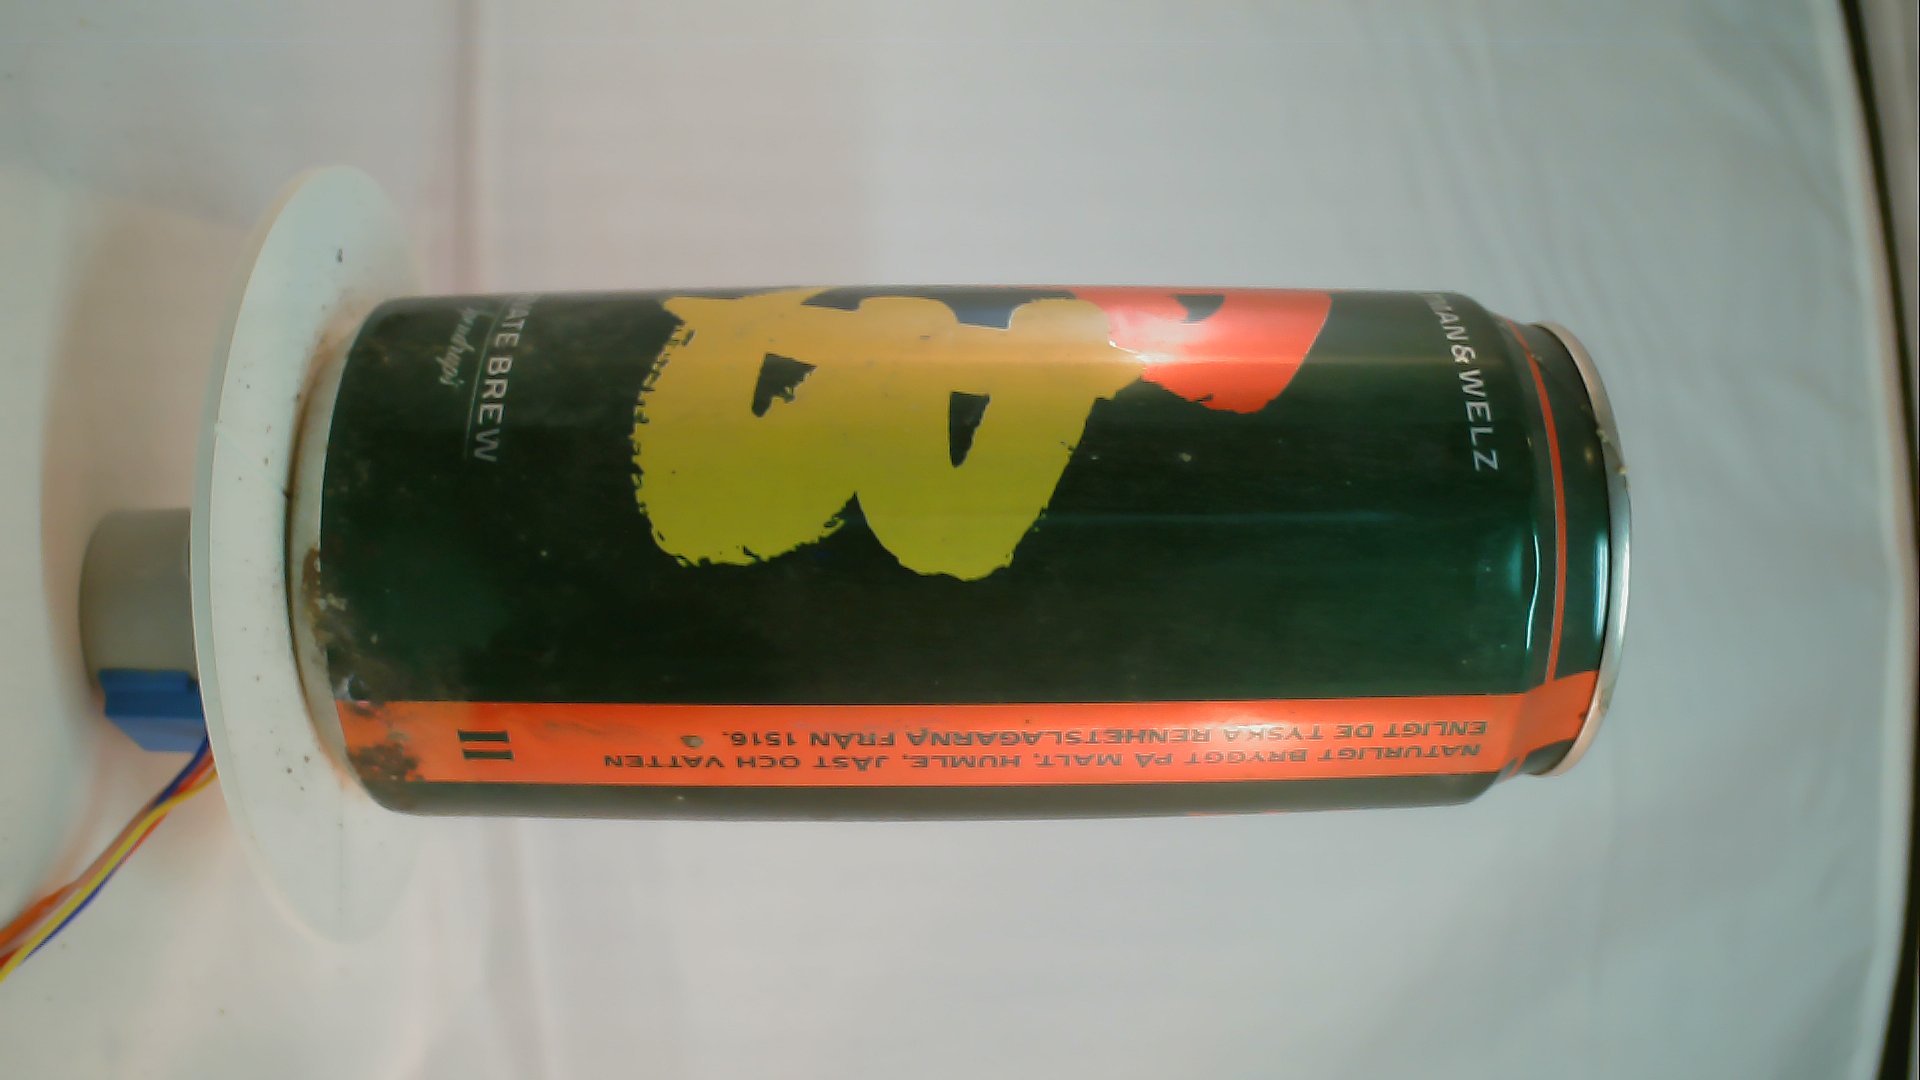 &WELZ
B
BREW
NATURLIGT BRYGGT PÅ MALT, HUMLE, JÄST OCH VATTEN
ENLIGT DE TYSKA RENHETSLAGARNA FRÅN 1516.